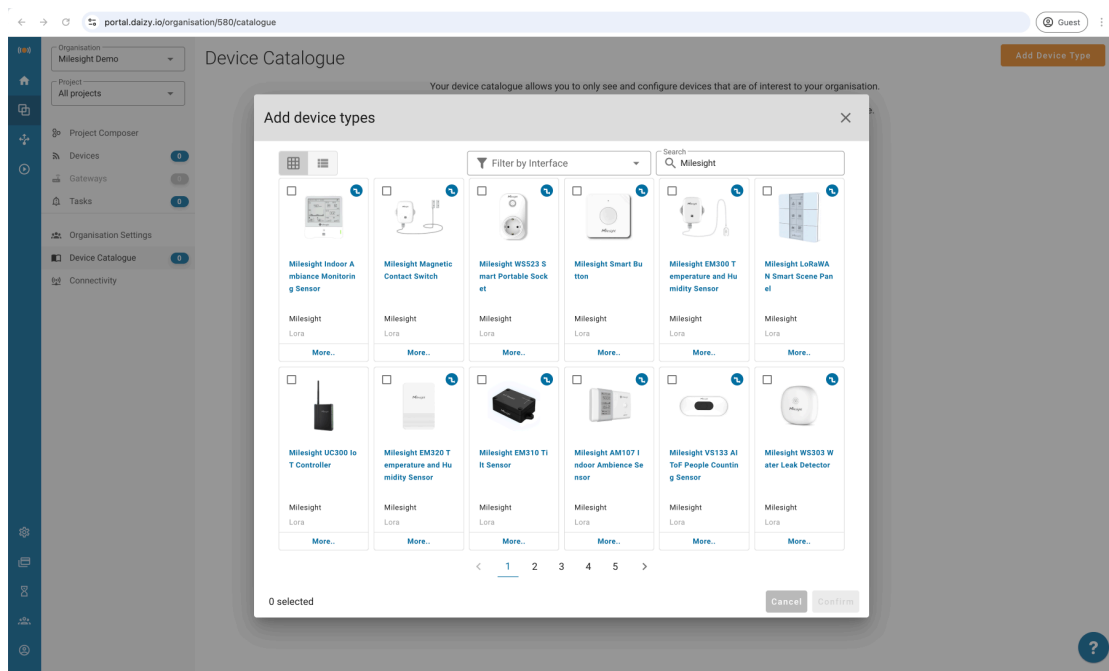 portal.daizy.io/organisation/580/catalogue
Guest
Organisation
Milesight Demo
Project
All projects
Project Composer
Devices 0
Gateways
Tasks 0
Organisation Settings
Device Catalogue 0
Connectivity
Device Catalogue
Add Device Type
Your device catalogue allows you to only see and configure devices that are of interest to your organisation.
Add device types
Filter by Interface
Search
Milesight
Milesight Indoor A
mbiance Monitorin
g Sensor
Milesight
Lora
More..
Milesight Magnetic
Contact Switch
Milesight
Lora
More..
Milesight WS523 S
mart Portable Sock
et
Milesight
Lora
More..
Milesight Smart Bu
tton
Milesight
Lora
More..
Milesight EM300 T
emperature and Hu
midity Sensor
Milesight
Lora
More..
Milesight LoRaWA
N Smart Scene Pan
el
Milesight
Lora
More..
Milesight UC300 Io
T Controller
Milesight
Lora
More..
Milesight EM320 T
emperature and Hu
midity Sensor
Milesight
Lora
More..
Milesight EM310 Ti
lt Sensor
Milesight
Lora
More..
Milesight AM107 I
ndoor Ambience Se
nsor
Milesight
Lora
More..
Milesight VS133 AI
ToF People Countin
g Sensor
Milesight
Lora
More..
Milesight WS303 W
ater Leak Detector
Milesight
Lora
More..
< 1 2 3 4 5 >
0 selected
Cancel
Confirm
?